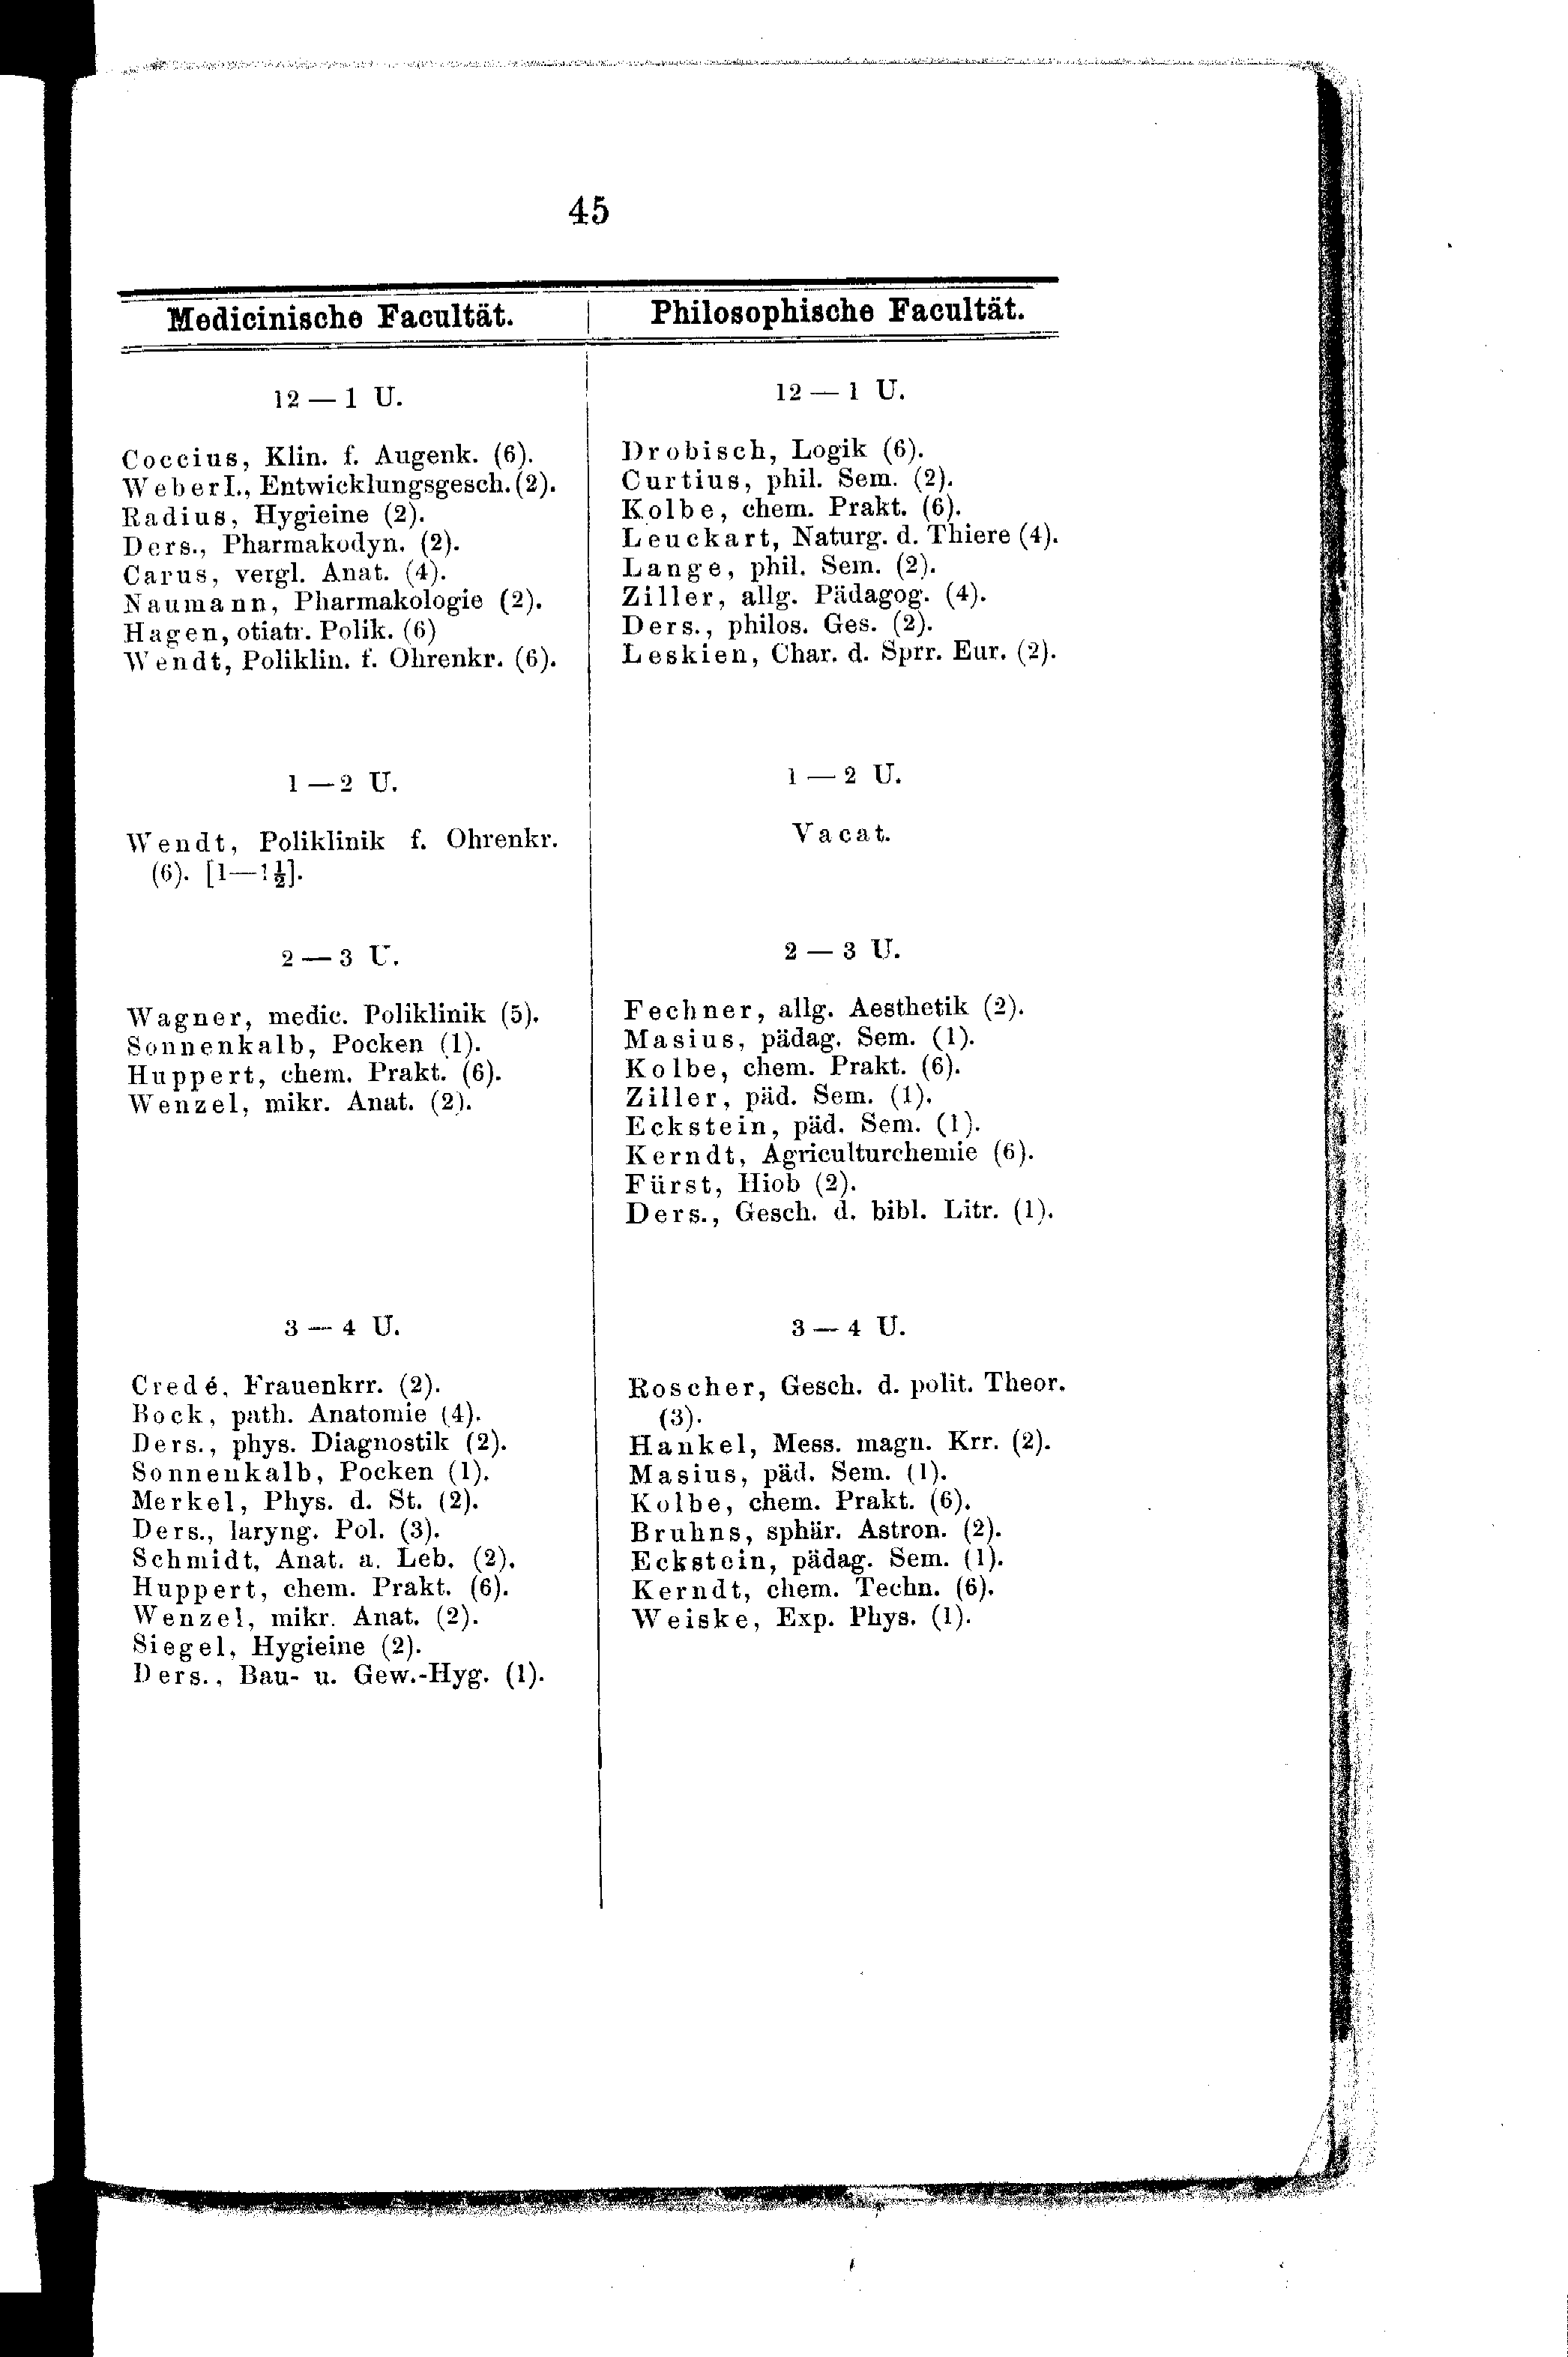 45
Medicinische Facultät.
12 — 1 U.
Coccius, Klin. f. Augenk. (6).
Weber I., Entwicklungsgesch. (2).
Radius, Hygieine (2).
Ders., Pharmakodyn. (2).
Carus, vergl. Anat. (4).
Naumann, Pharmakologie (2).
Hagen, otiatr. Polik. (6)
Wendt, Poliklin. f. Ohrenkr. (6).
1 — 2 U.
Wendt, Poliklinik f. Ohrenkr.
(6). [1—1½].
2 — 3 U.
Wagner, medic. Poliklinik (5).
Sonnenkalb, Pocken (1).
Huppert, chem. Prakt. (6).
Wenzel, mikr. Anat. (2).
3 — 4 U.
Credé, Frauenkrr. (2).
Bock, path. Anatomie (4).
Ders., phys. Diagnostik (2).
Sonnenkalb, Pocken (1).
Merkel, Phys. d. St. (2).
Ders., laryng. Pol. (3).
Schmidt, Anat. a. Leb. (2).
Huppert, chem. Prakt. (6).
Wenzel, mikr. Anat. (2).
Siegel, Hygieine (2).
Ders., Bau- u. Gew.-Hyg. (1).
Philosophische Facultät.
12 — 1 U.
Drobisch, Logik (6).
Curtius, phil. Sem. (2).
Kolbe, chem. Prakt. (6).
Leuckart, Naturg. d. Thiere (4).
Lange, phil. Sem. (2).
Ziller, allg. Pädagog. (4).
Ders., philos. Ges. (2).
Leskien, Char. d. Sprr. Eur. (2).
1 — 2 U.
Vacat.
2 — 3 U.
Fechner, allg. Aesthetik (2).
Masius, pädag. Sem. (1).
Kolbe, chem. Prakt. (6).
Ziller, päd. Sem. (1).
Eckstein, päd. Sem. (1).
Kerndt, Agriculturchemie (6).
Fürst, Hiob (2).
Ders., Gesch. d. bibl. Litr. (1).
3 — 4 U.
Roscher, Gesch. d. polit. Theor.
(3).
Hankel, Mess. magn. Krr. (2).
Masius, päd. Sem. (1).
Kolbe, chem. Prakt. (6).
Bruhns, sphär. Astron. (2).
Eckstein, pädag. Sem. (1).
Kerndt, chem. Techn. (6).
Weiske, Exp. Phys. (1).